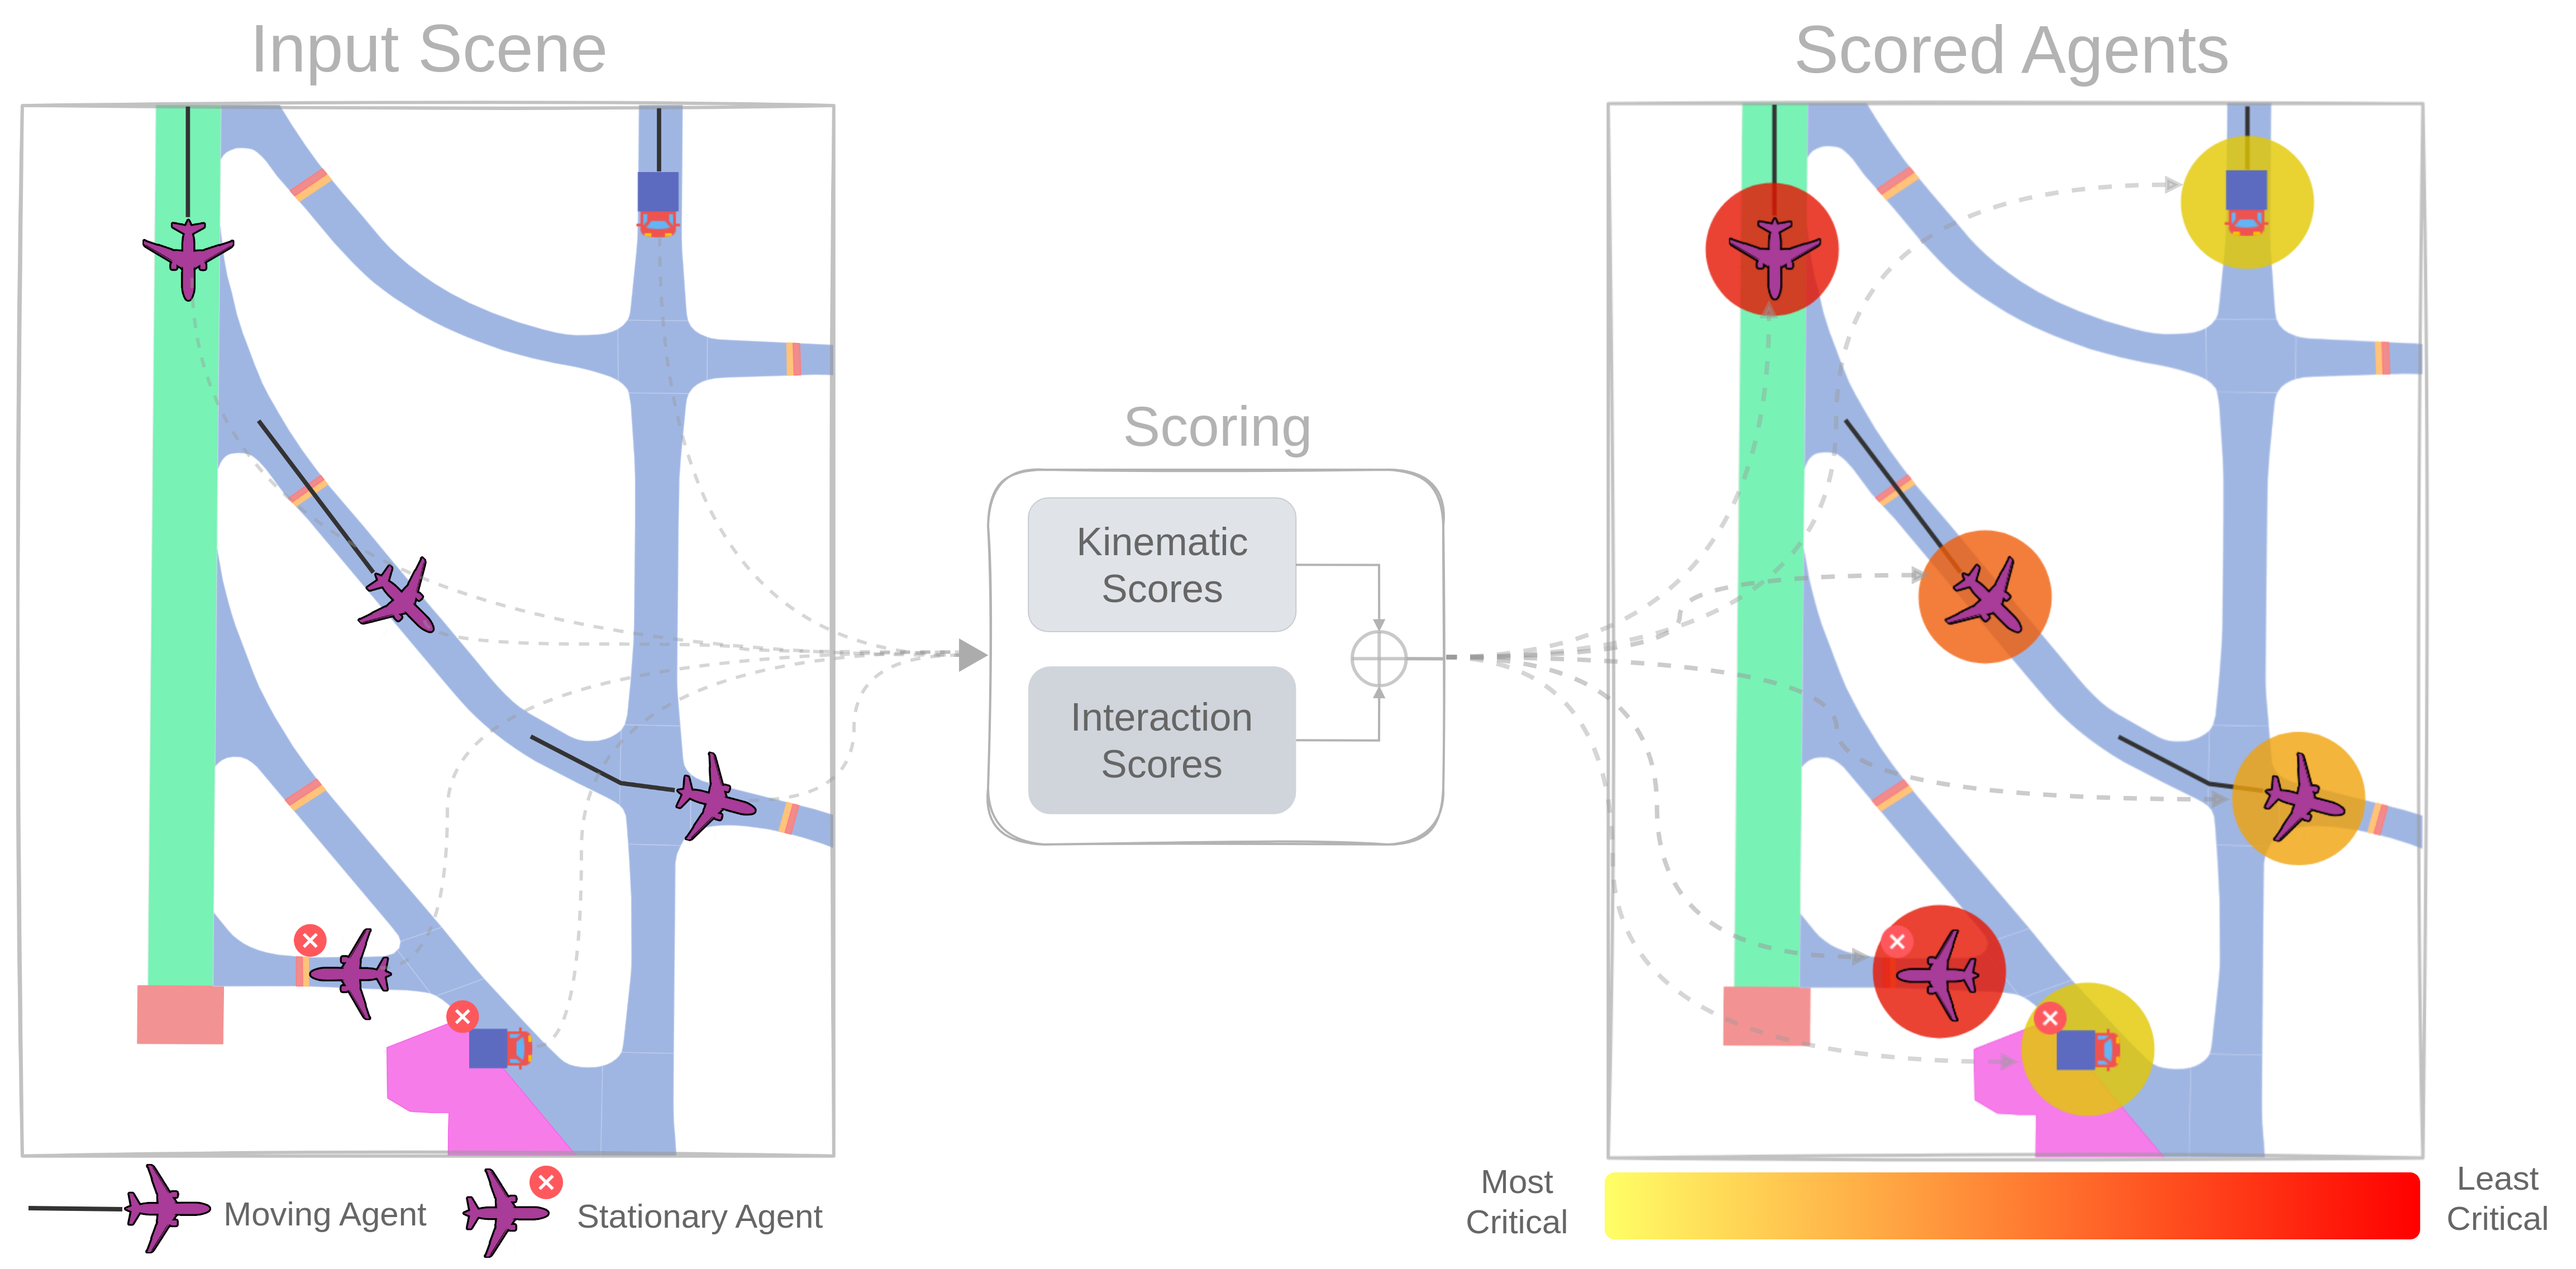 Input Scene
Scored Agents
Scoring
Kinematic
Scores
Interaction
Scores
Moving Agent
Stationary Agent
Most
Critical
Least
Critical